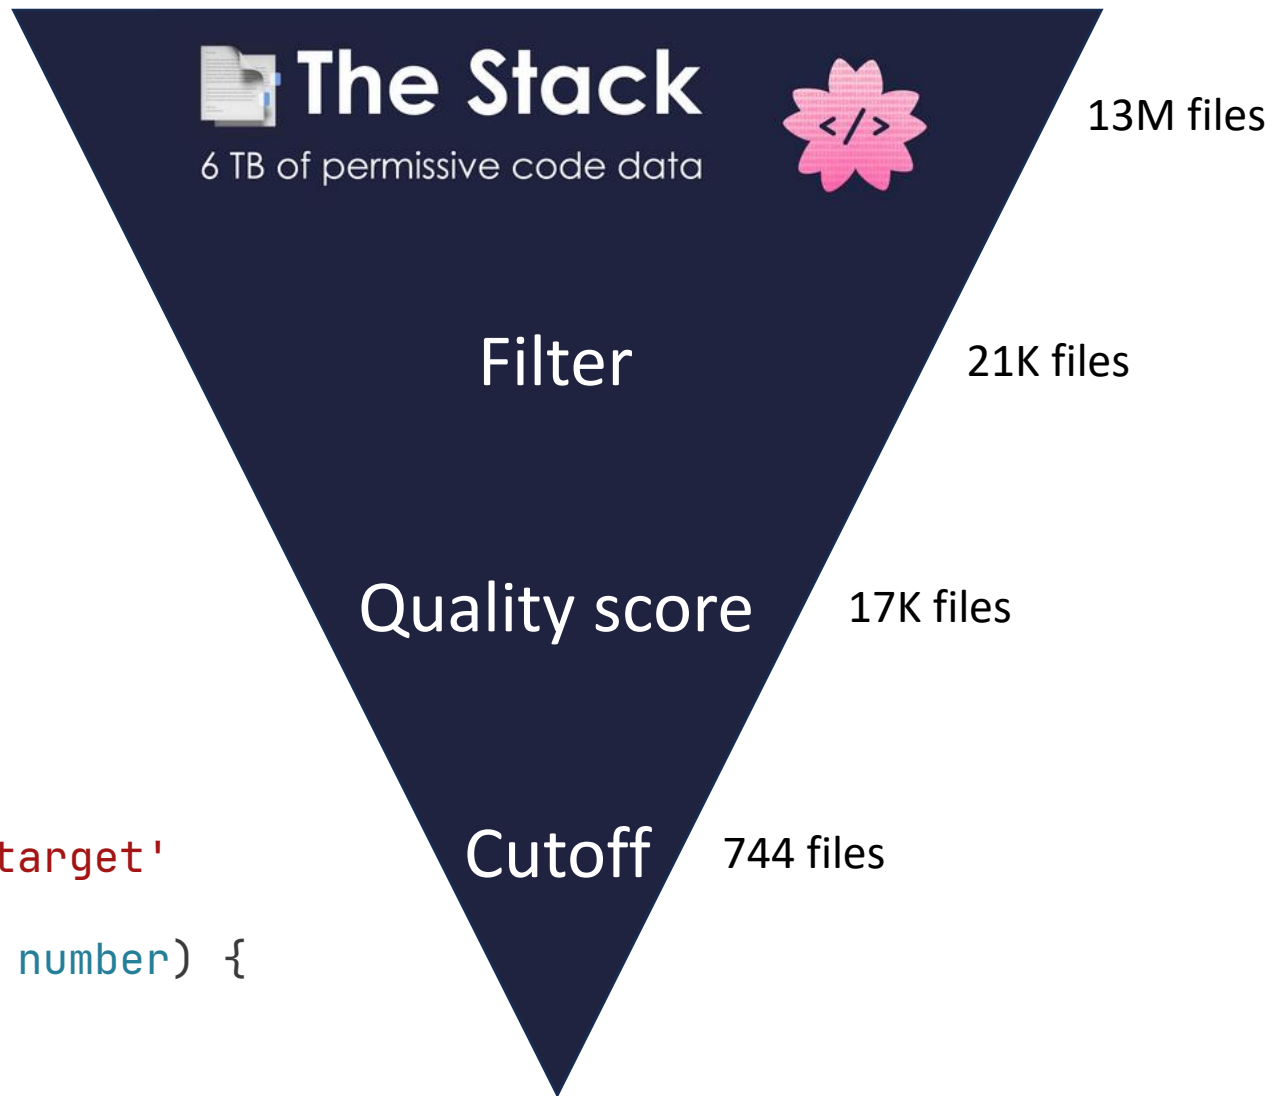 The Stack
6 TB of permissive code data
</>
13M files
Filter
21K files
Quality score
17K files
Cutoff
744 files
target'
number) {